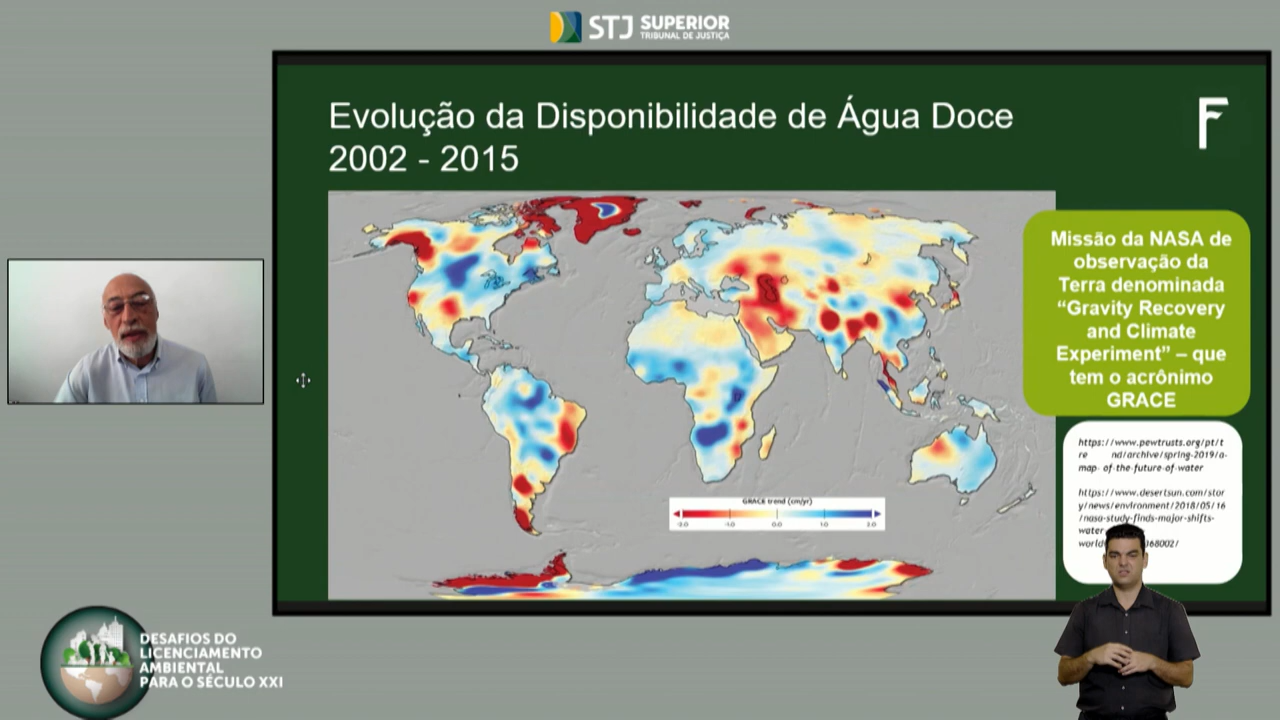 STJ SUPERIOR
TRIBUNAL DE JUSTIÇA
Evolução da Disponibilidade de Água Doce
2002 - 2015
F
Missão da NASA de
observação da
Terra denominada
“Gravity Recovery
and Climate
Experiment” – que
tem o acrônimo
GRACE
https://www.pewtrusts.org/pt/t
re nd/archive/spring-2019/a-
map- of-the-future-of-water
https://www.desertsun.com/stor
y/news/environment/2018/05/16
/nasa-study-finds-major-shifts-
water
world 368002/
GRACE trend (cm/yr)
-2.0 -1.0 0.0 1.0 2.0
DESAFIOS DO
LICENCIAMENTO
AMBIENTAL
PARA O SÉCULO XXI